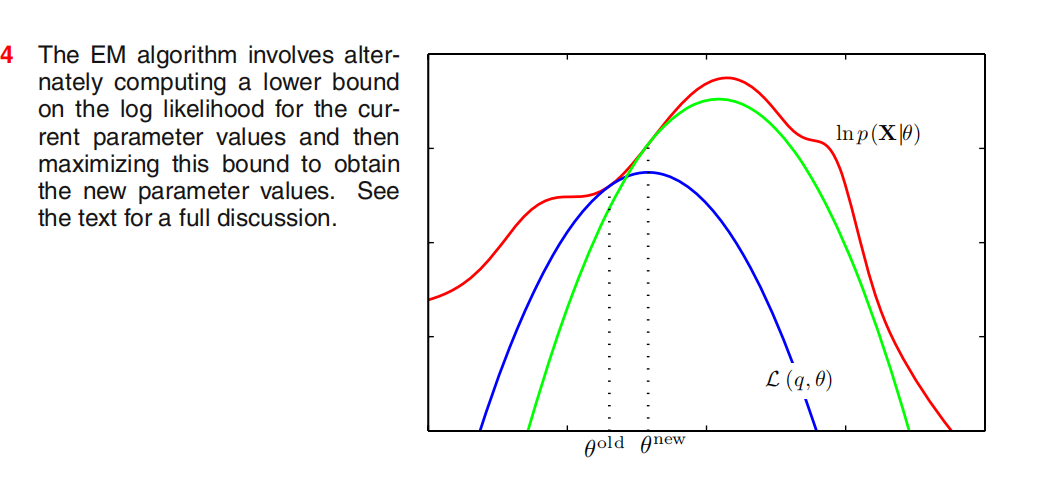 4 The EM algorithm involves alter-
nately computing a lower bound
on the log likelihood for the cur-
rent parameter values and then
maximizing this bound to obtain
the new parameter values. See
the text for a full discussion.
ln p(X|θ)
L (q, θ)
θ^old θ^new